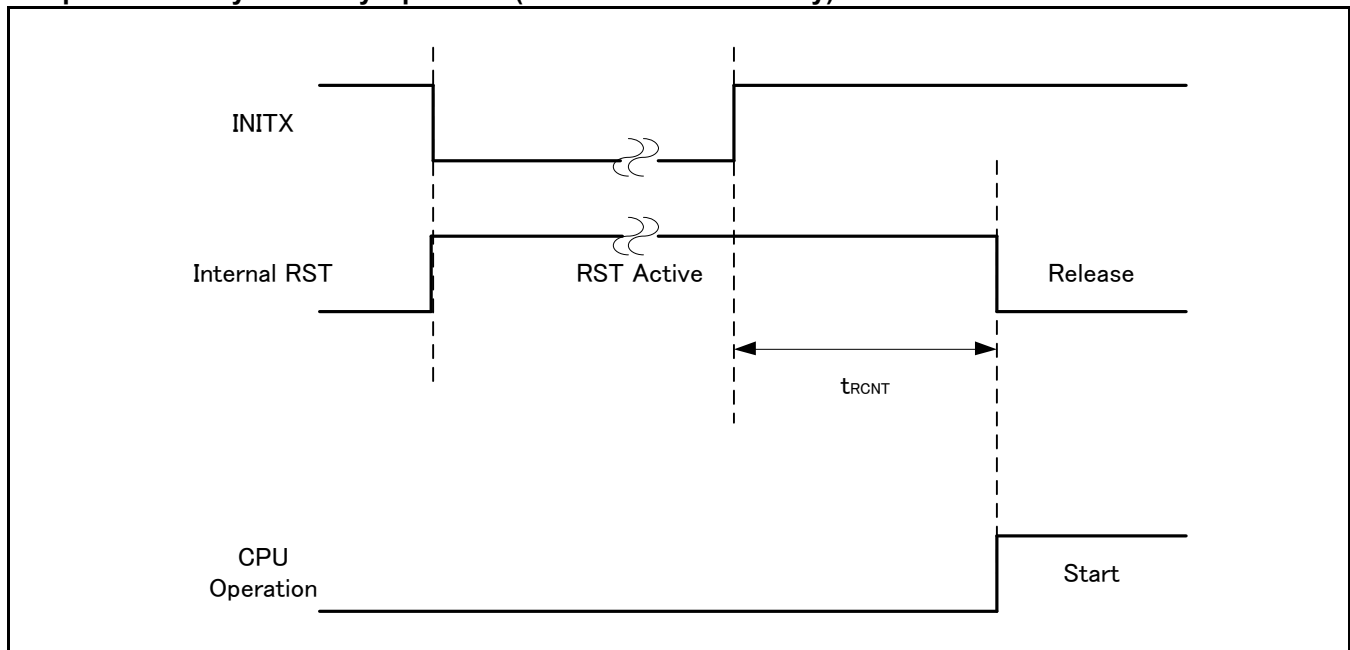 INITX
Internal RST
RST Active
Release
tRCNT
CPU
Operation
Start